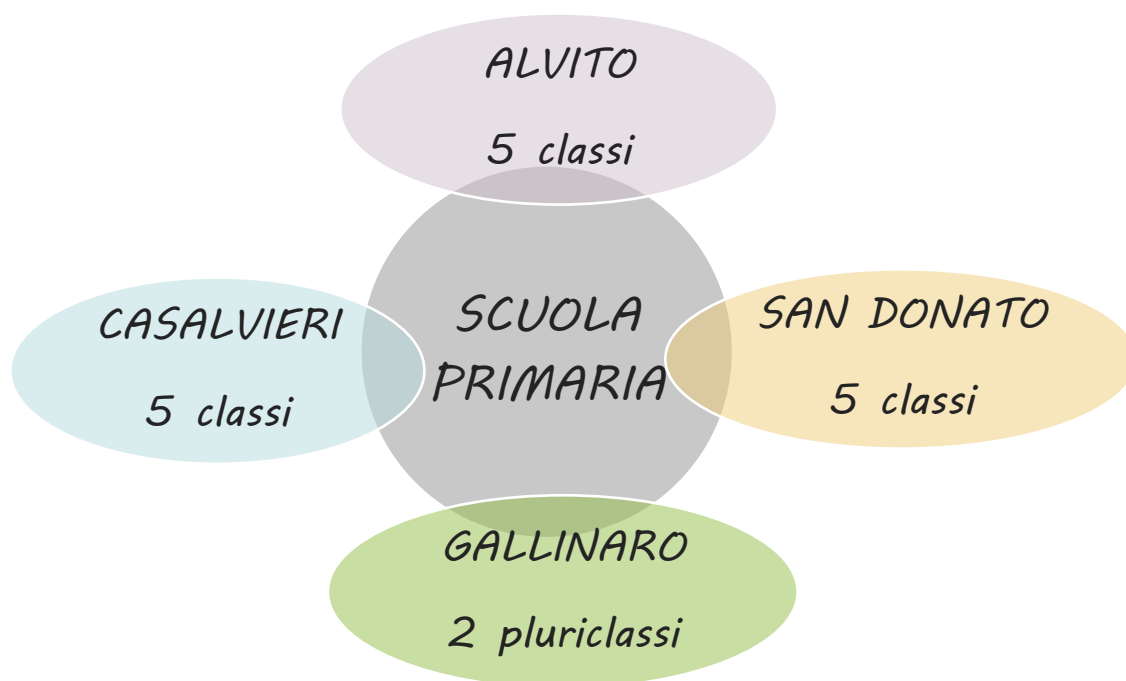 ALVITO
5 classi
CASALVIERI
5 classi
SCUOLA
PRIMARIA
SAN DONATO
5 classi
GALLINARO
2 pluriclassi